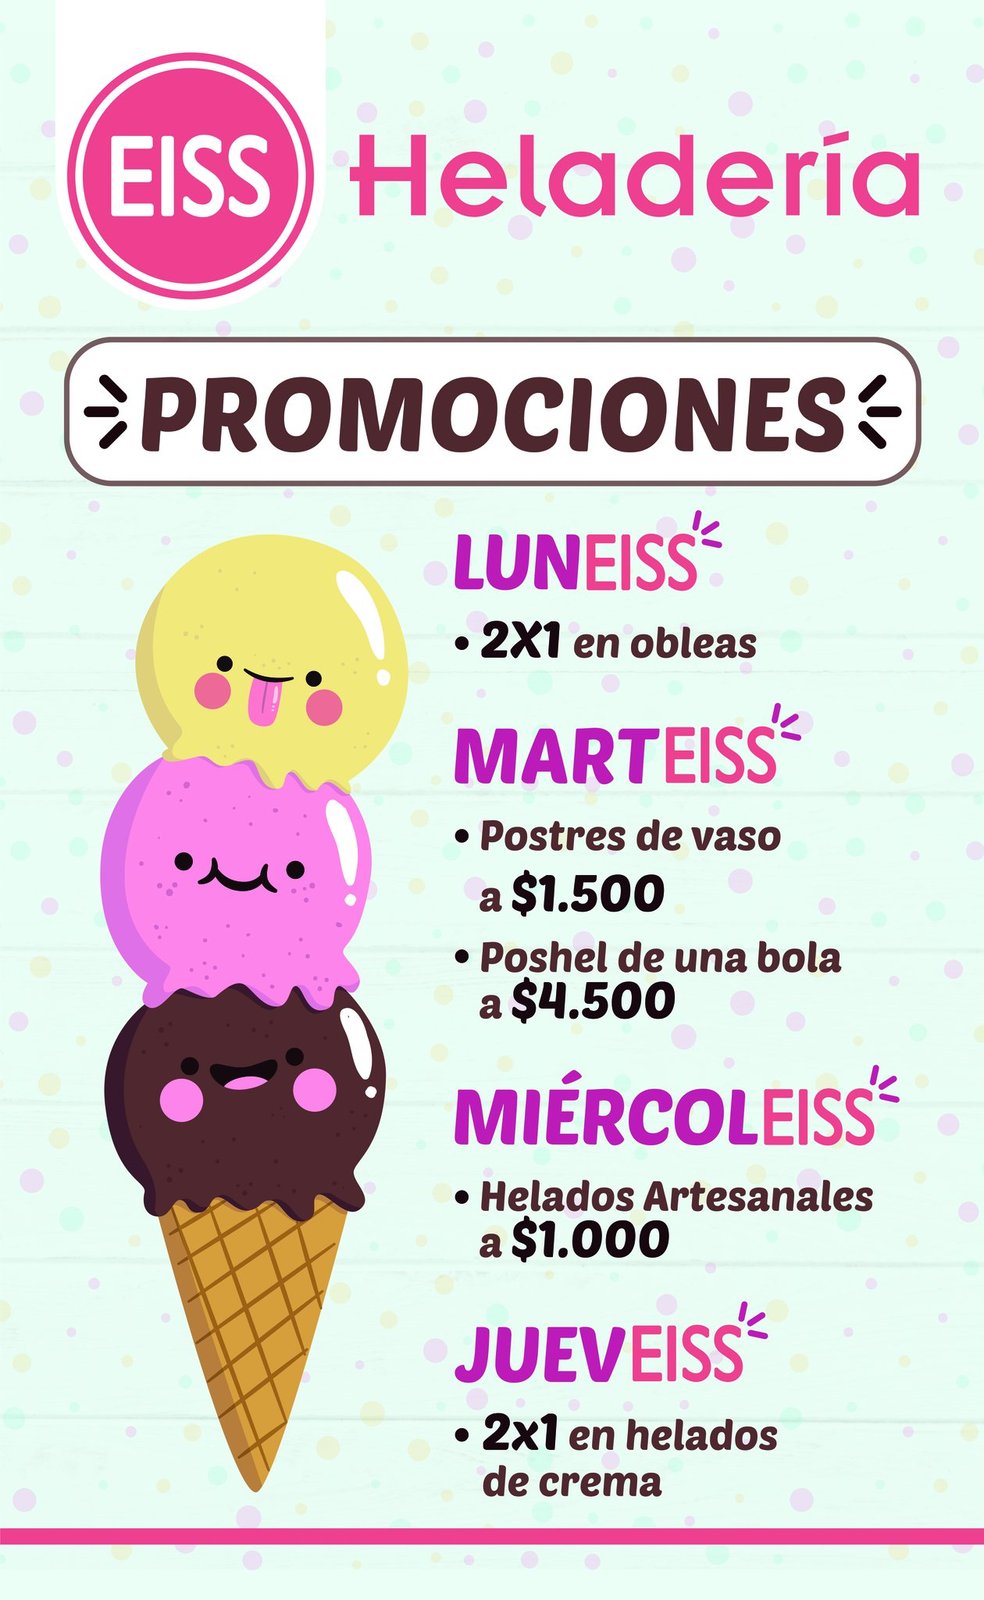 EISS Heladería
PROMOCIONES
LUNEISS
• 2X1 en obleas
MARTEISS
• Postres de vaso
a $1.500
• Poshel de una bola
a $4.500
MIÉRCOLEISS
• Helados Artesanales
a $1.000
JUEVEISS
• 2x1 en helados
de crema